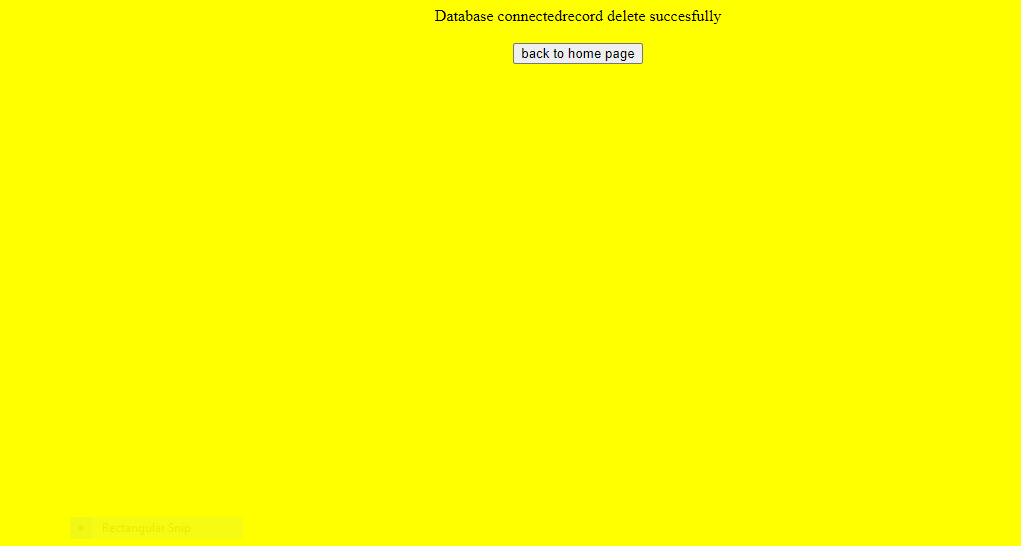 Database connectedrecord delete succesfully
back to home page
Rectangular Snip